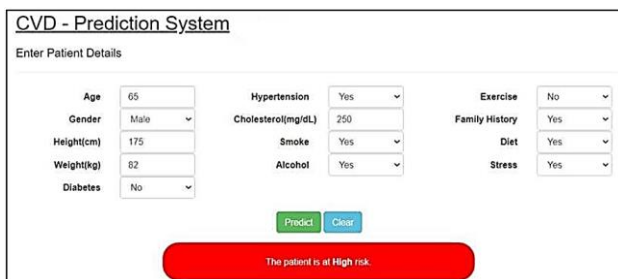 CVD - Prediction System
Enter Patient Details
Age 65 Hypertension Yes Exercise No
Gender Male Cholesterol(mg/dL) 250 Family History Yes
Height(cm) 175 Smoke Yes Diet Yes
Weight(kg) 82 Alcohol Yes Stress Yes
Diabetes No
Predict Clear
The patient is at High risk.